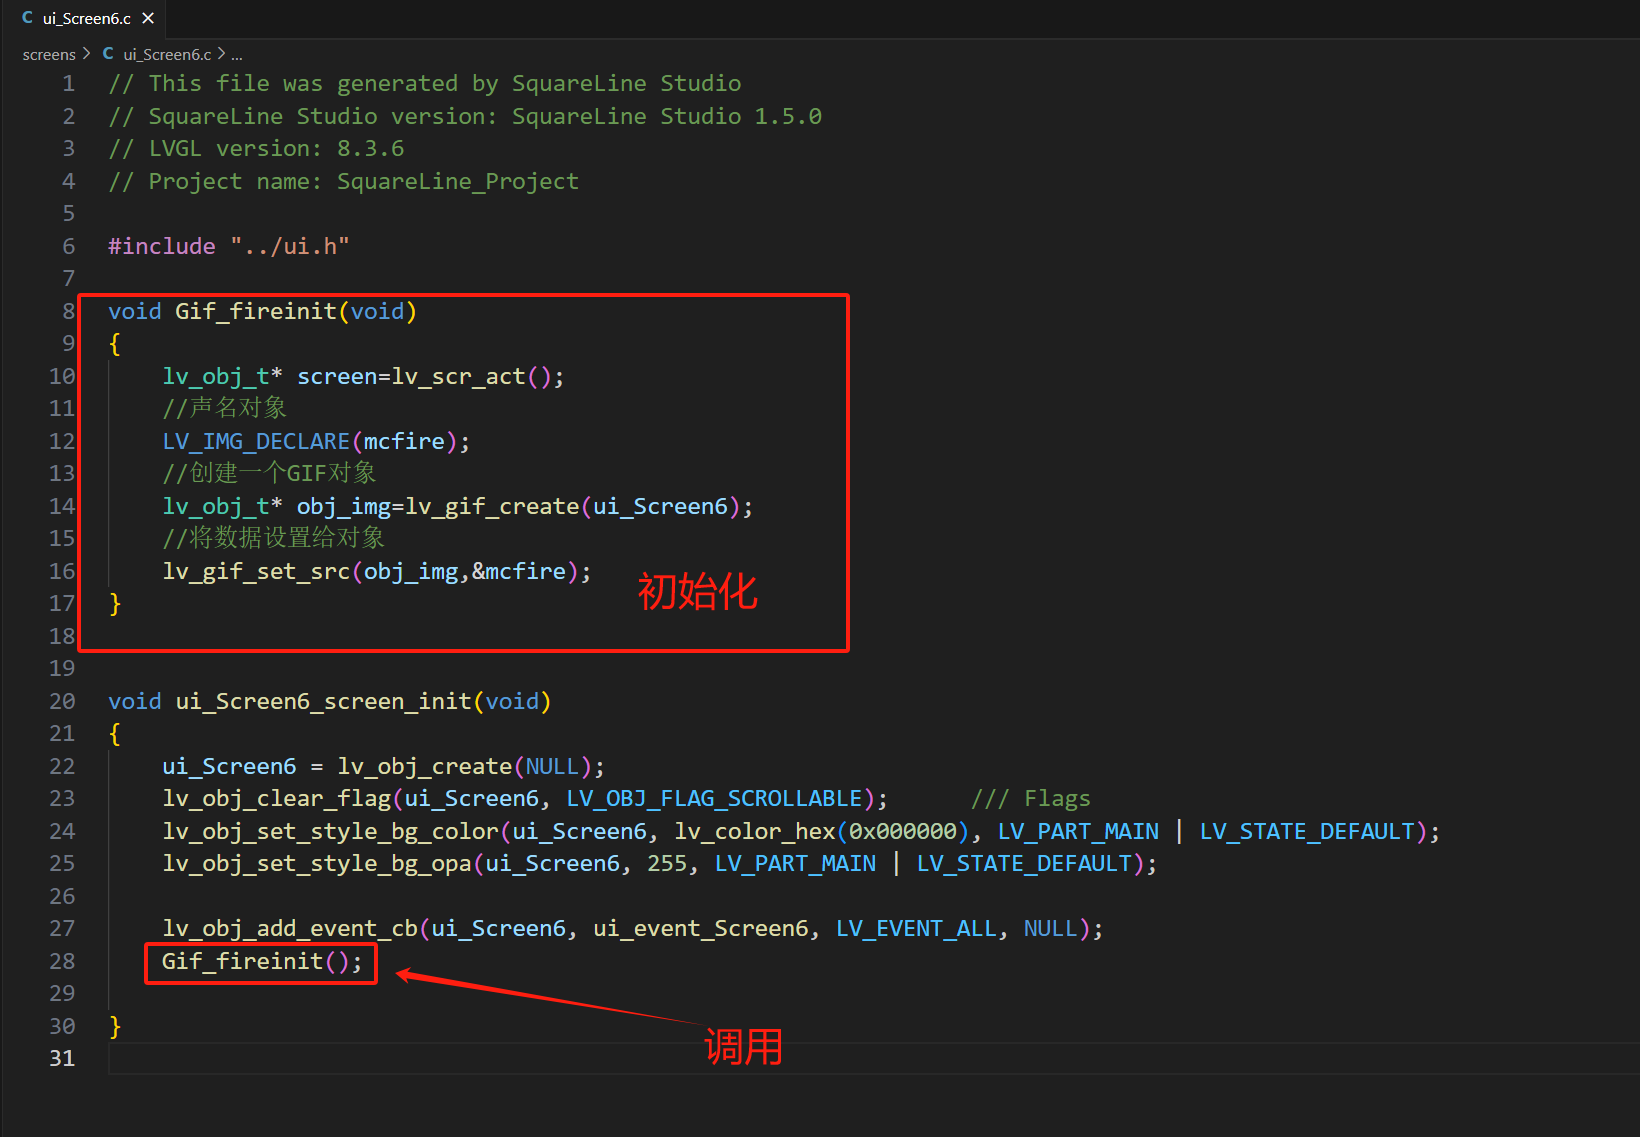 C ui_Screen6.c ×
screens > C ui_Screen6.c > ...
1 // This file was generated by SquareLine Studio
2 // SquareLine Studio version: SquareLine Studio 1.5.0
3 // LVGL version: 8.3.6
4 // Project name: SquareLine_Project
5
6 #include "../ui.h"
7
8 void Gif_fireinit(void)
9 {
10 lv_obj_t* screen=lv_scr_act();
11 //声名对象
12 LV_IMG_DECLARE(mcfire);
13 //创建一个GIF对象
14 lv_obj_t* obj_img=lv_gif_create(ui_Screen6);
15 //将数据设置给对象
16 lv_gif_set_src(obj_img,&mcfire);
初始化
17 }
18
19
20 void ui_Screen6_screen_init(void)
21 {
22 ui_Screen6 = lv_obj_create(NULL);
23 lv_obj_clear_flag(ui_Screen6, LV_OBJ_FLAG_SCROLLABLE); /// Flags
24 lv_obj_set_style_bg_color(ui_Screen6, lv_color_hex(0x000000), LV_PART_MAIN | LV_STATE_DEFAULT);
25 lv_obj_set_style_bg_opa(ui_Screen6, 255, LV_PART_MAIN | LV_STATE_DEFAULT);
26
27 lv_obj_add_event_cb(ui_Screen6, ui_event_Screen6, LV_EVENT_ALL, NULL);
28 Gif_fireinit();
29
30 }
调用
31